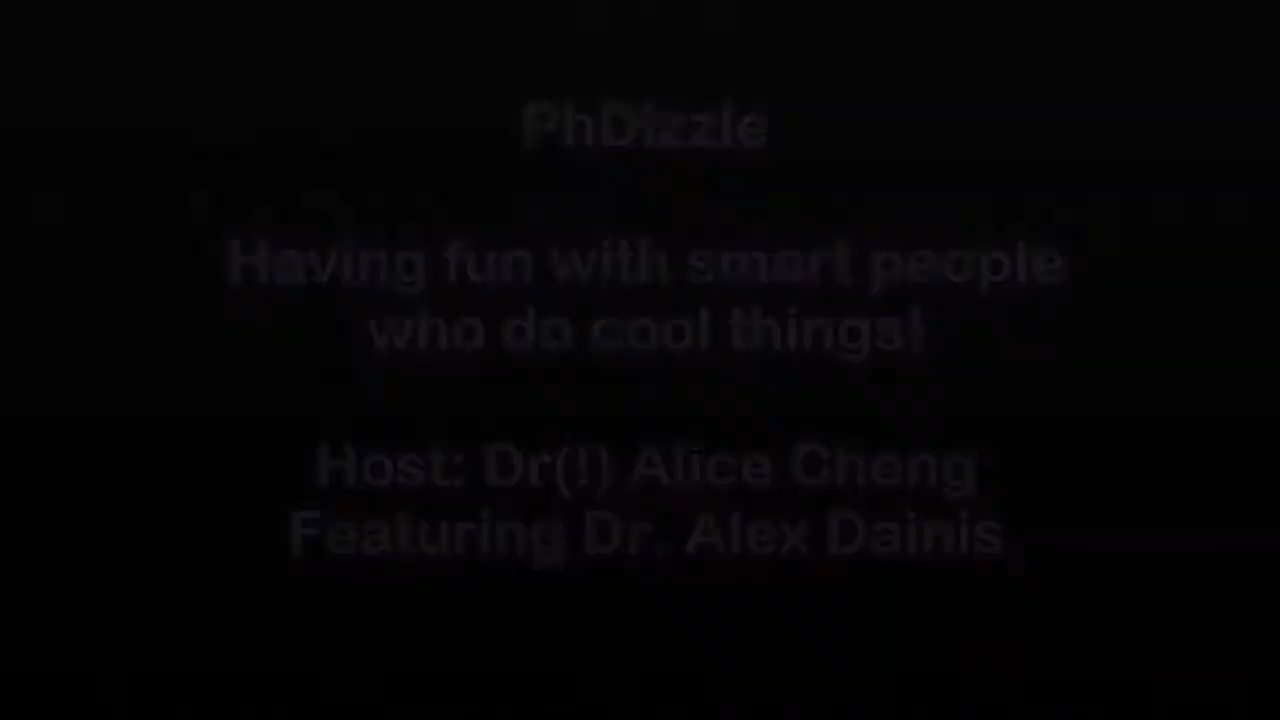 PhDizzle
Having fun with smart people
who do cool things!
Host: Dr(!) Alice Cheng
Featuring Dr. Alex Dainis